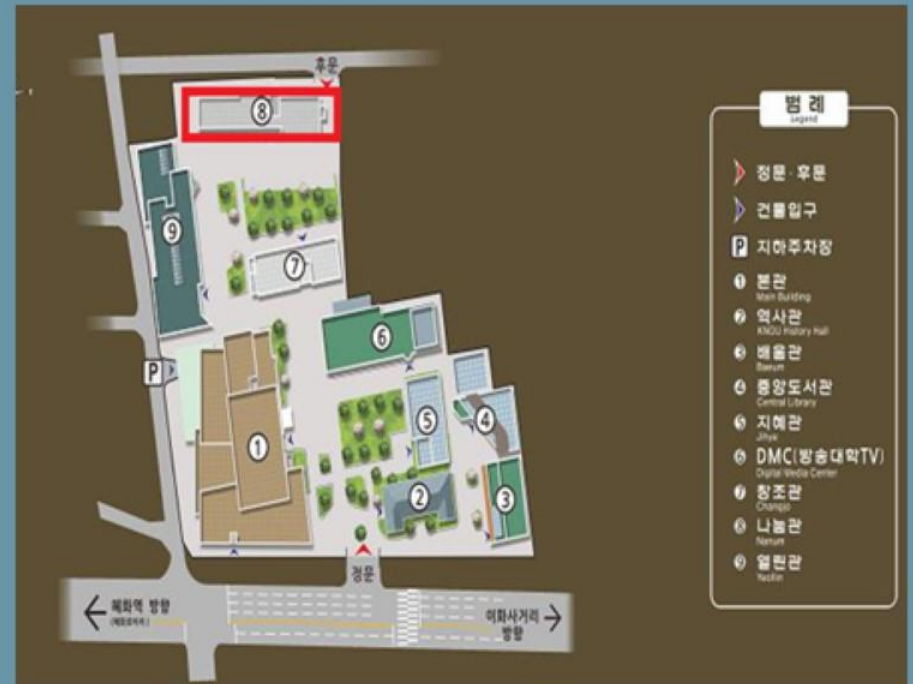 후문
⑧
⑨
⑦
⑥
P
⑤
④
①
②
③
정문
혜화역 방향
이화사거리
방향
범 례
Legend
정문 · 후문
건물입구
P 지하주차장
① 본관
Main Building
② 역사관
KNOU History Hall
③ 배움관
Baeum
④ 중앙도서관
Central Library
⑤ 지혜관
Jihye
⑥ DMC(방송대학TV)
Digital Media Center
⑦ 창조관
Changjo
⑧ 나눔관
Nanum
⑨ 열린관
Yeollin